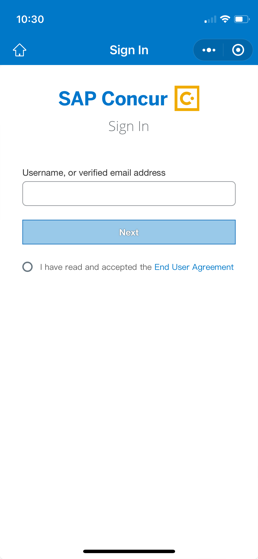 10:30
Sign In
SAP Concur C
Sign In
Username, or verified email address
Next
I have read and accepted the End User Agreement